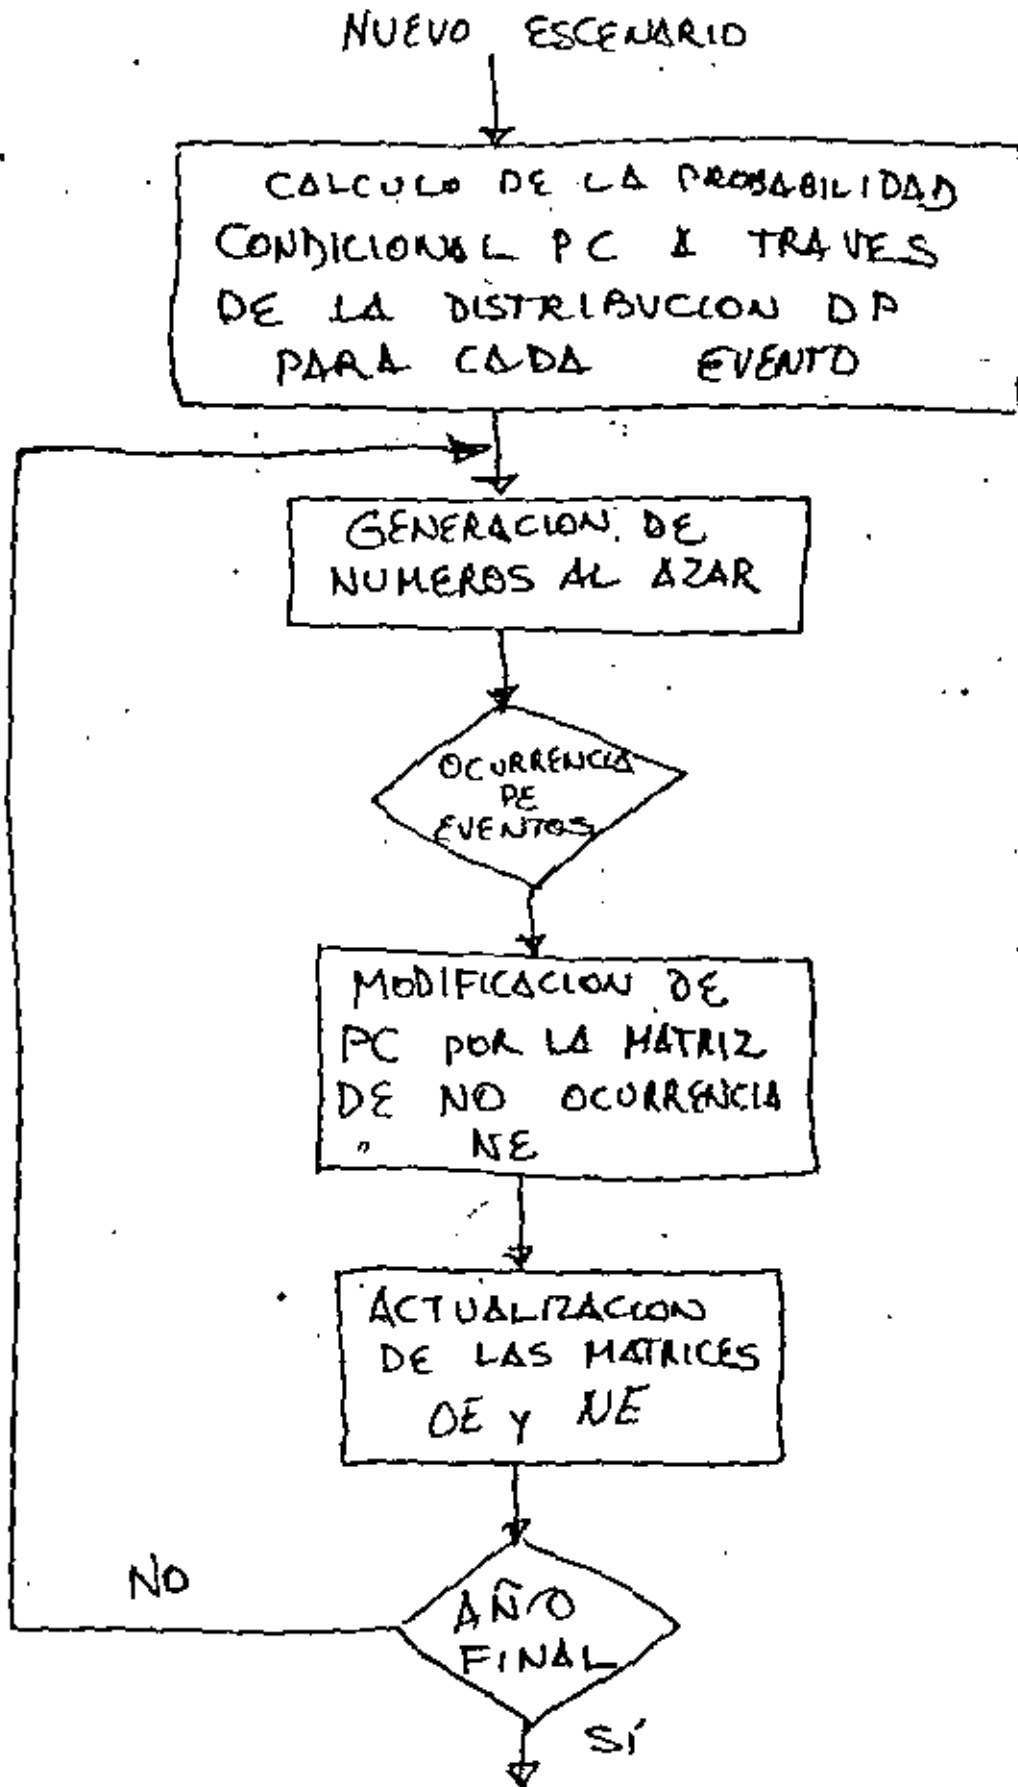 NUEVO ESCENARIO
CALCULO DE LA PROBABILIDAD
CONDICIONAL PC A TRAVES
DE LA DISTRIBUCION DP
PARA CADA EVENTO
GENERACION DE
NUMEROS AL AZAR
OCURRENCIA
DE
EVENTOS
MODIFICACION DE
PC POR LA MATRIZ
DE NO OCURRENCIA
NE
ACTUALIZACION
DE LAS MATRICES
OE y NE
NO
AÑO
FINAL
SÍ